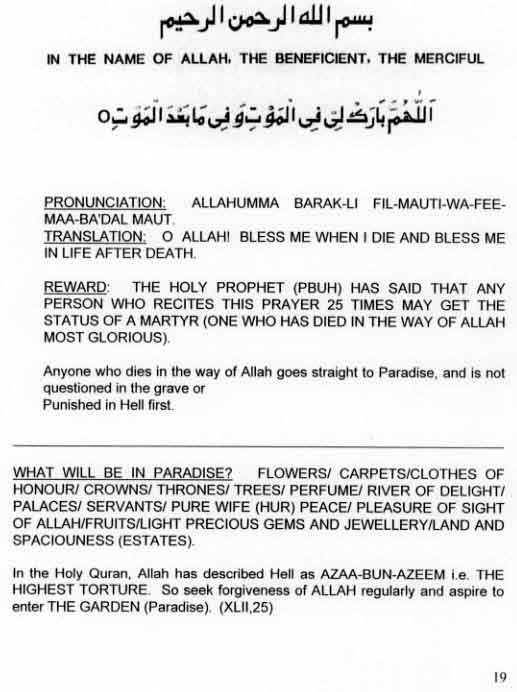 بسم الله الرحمن الرحيم
IN THE NAME OF ALLAH, THE BENEFICIENT, THE MERCIFUL
اَللّٰهُمَّ بَارِكْ لِيْ فِي الْمَوْتِ وَ فِي مَا بَعْدَ الْمَوْتِ
PRONUNCIATION: ALLAHUMMA BARAK-LI FIL-MAUTI-WA-FEE-
MAA-BA'DAL MAUT.
TRANSLATION: O ALLAH! BLESS ME WHEN I DIE AND BLESS ME
IN LIFE AFTER DEATH.
REWARD: THE HOLY PROPHET (PBUH) HAS SAID THAT ANY
PERSON WHO RECITES THIS PRAYER 25 TIMES MAY GET THE
STATUS OF A MARTYR (ONE WHO HAS DIED IN THE WAY OF ALLAH
MOST GLORIOUS).
Anyone who dies in the way of Allah goes straight to Paradise, and is not
questioned in the grave or
Punished in Hell first.
WHAT WILL BE IN PARADISE? FLOWERS/ CARPETS/CLOTHES OF
HONOUR/ CROWNS/ THRONES/ TREES/ PERFUME/ RIVER OF DELIGHT/
PALACES/ SERVANTS/ PURE WIFE (HUR) PEACE/ PLEASURE OF SIGHT
OF ALLAH/FRUITS/LIGHT PRECIOUS GEMS AND JEWELLERY/LAND AND
SPACIOUNESS (ESTATES).
In the Holy Quran, Allah has described Hell as AZAA-BUN-AZEEM i.e. THE
HIGHEST TORTURE. So seek forgiveness of ALLAH regularly and aspire to
enter THE GARDEN (Paradise). (XLII,25)
19